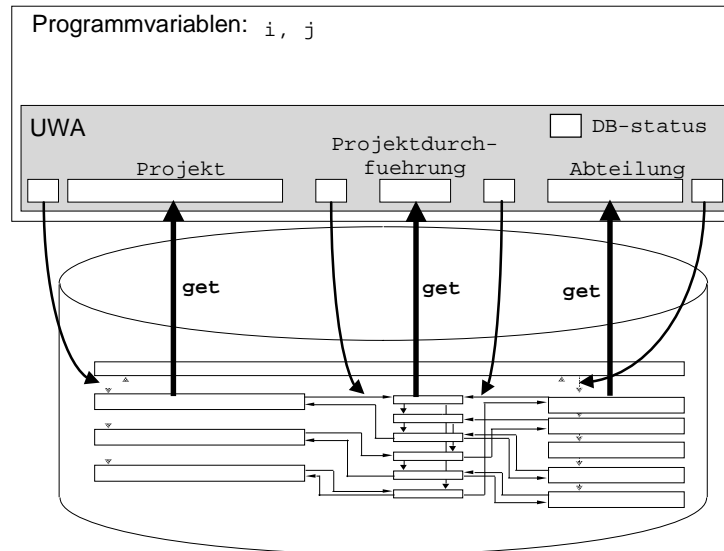 Programmvariablen: i, j
UWA
DB-status
Projektdurch-
fuehrung
Projekt
Abteilung
get
get
get